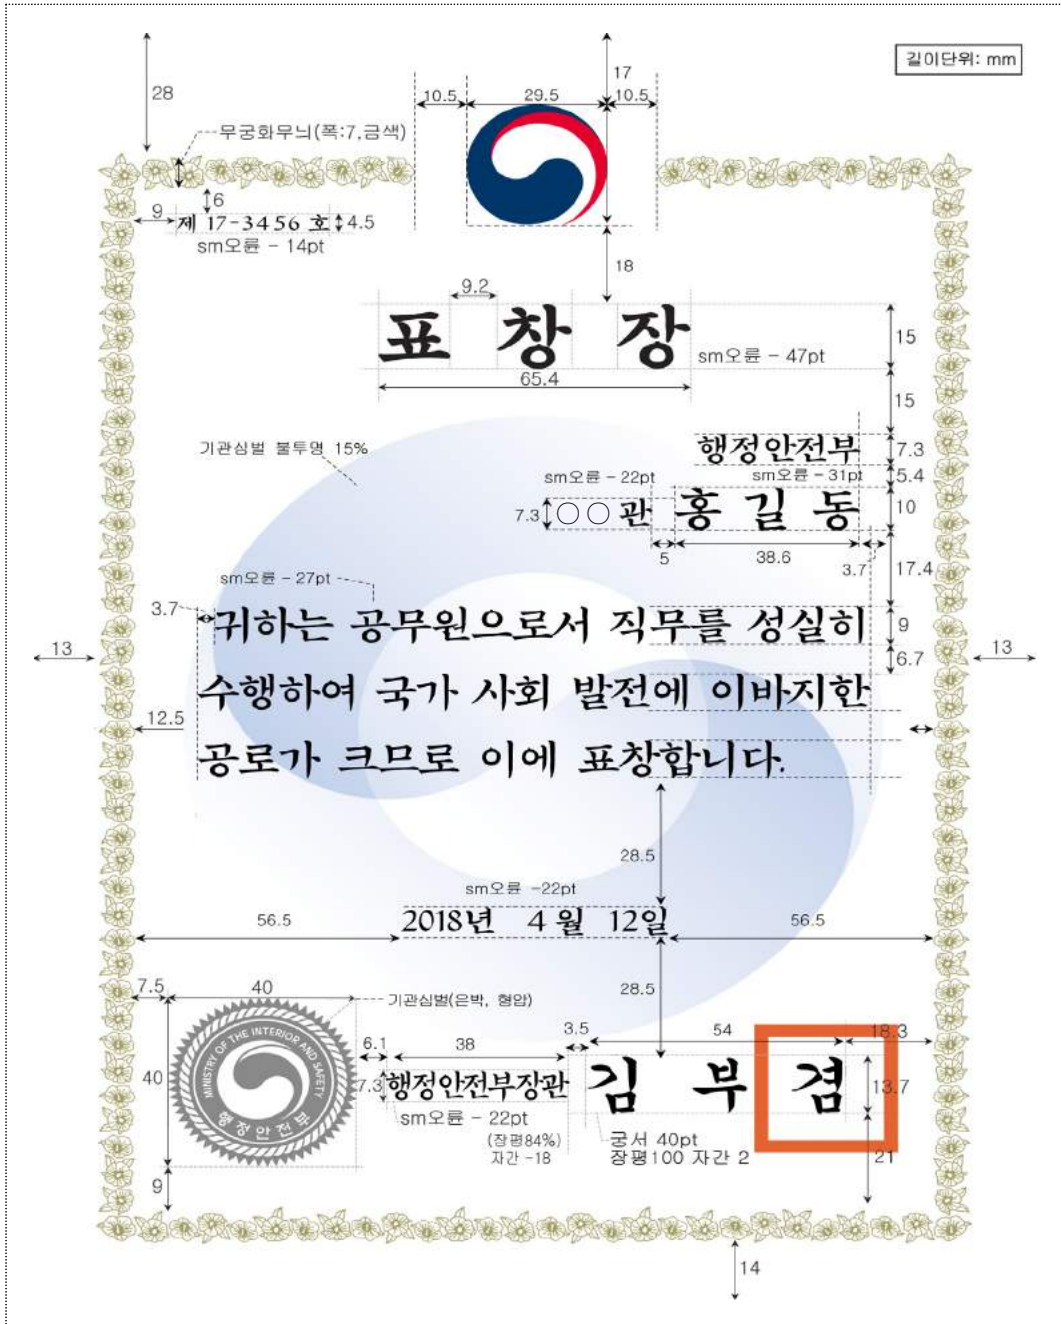 길이단위: mm
17
28
10.5 29.5 10.5
무궁화무늬(폭:7,금색)
6
9
제 17-3456 호 4.5
sm오륜 - 14pt
18
9.2
표 창 장
15
sm오륜 - 47pt
65.4
15
기관심벌 불투명 15%
행정안전부
7.3
sm오륜 - 22pt
sm오륜 - 31pt
5.4
7.3
○○ 관 홍 길 동
10
5
38.6
3.7
17.4
sm오륜 - 27pt
3.7
귀하는 공무원으로서 직무를 성실히
9
13
13
6.7
수행하여 국가 사회 발전에 이바지한
12.5
공로가 크므로 이에 표창합니다.
28.5
sm오륜 -22pt
56.5
2018년 4 월 12일
56.5
7.5 40
기관심벌(은박, 형압)
28.5
3.5
54
18.3
6.1
38
MINISTRY OF THE INTERIOR AND SAFETY
행정안전부
40
7.3
행정안전부장관
김 부 겸
13.7
sm오륜 - 22pt
(장평84%)
자간 -18
궁서 40pt
장평100 자간 2
21
9
14